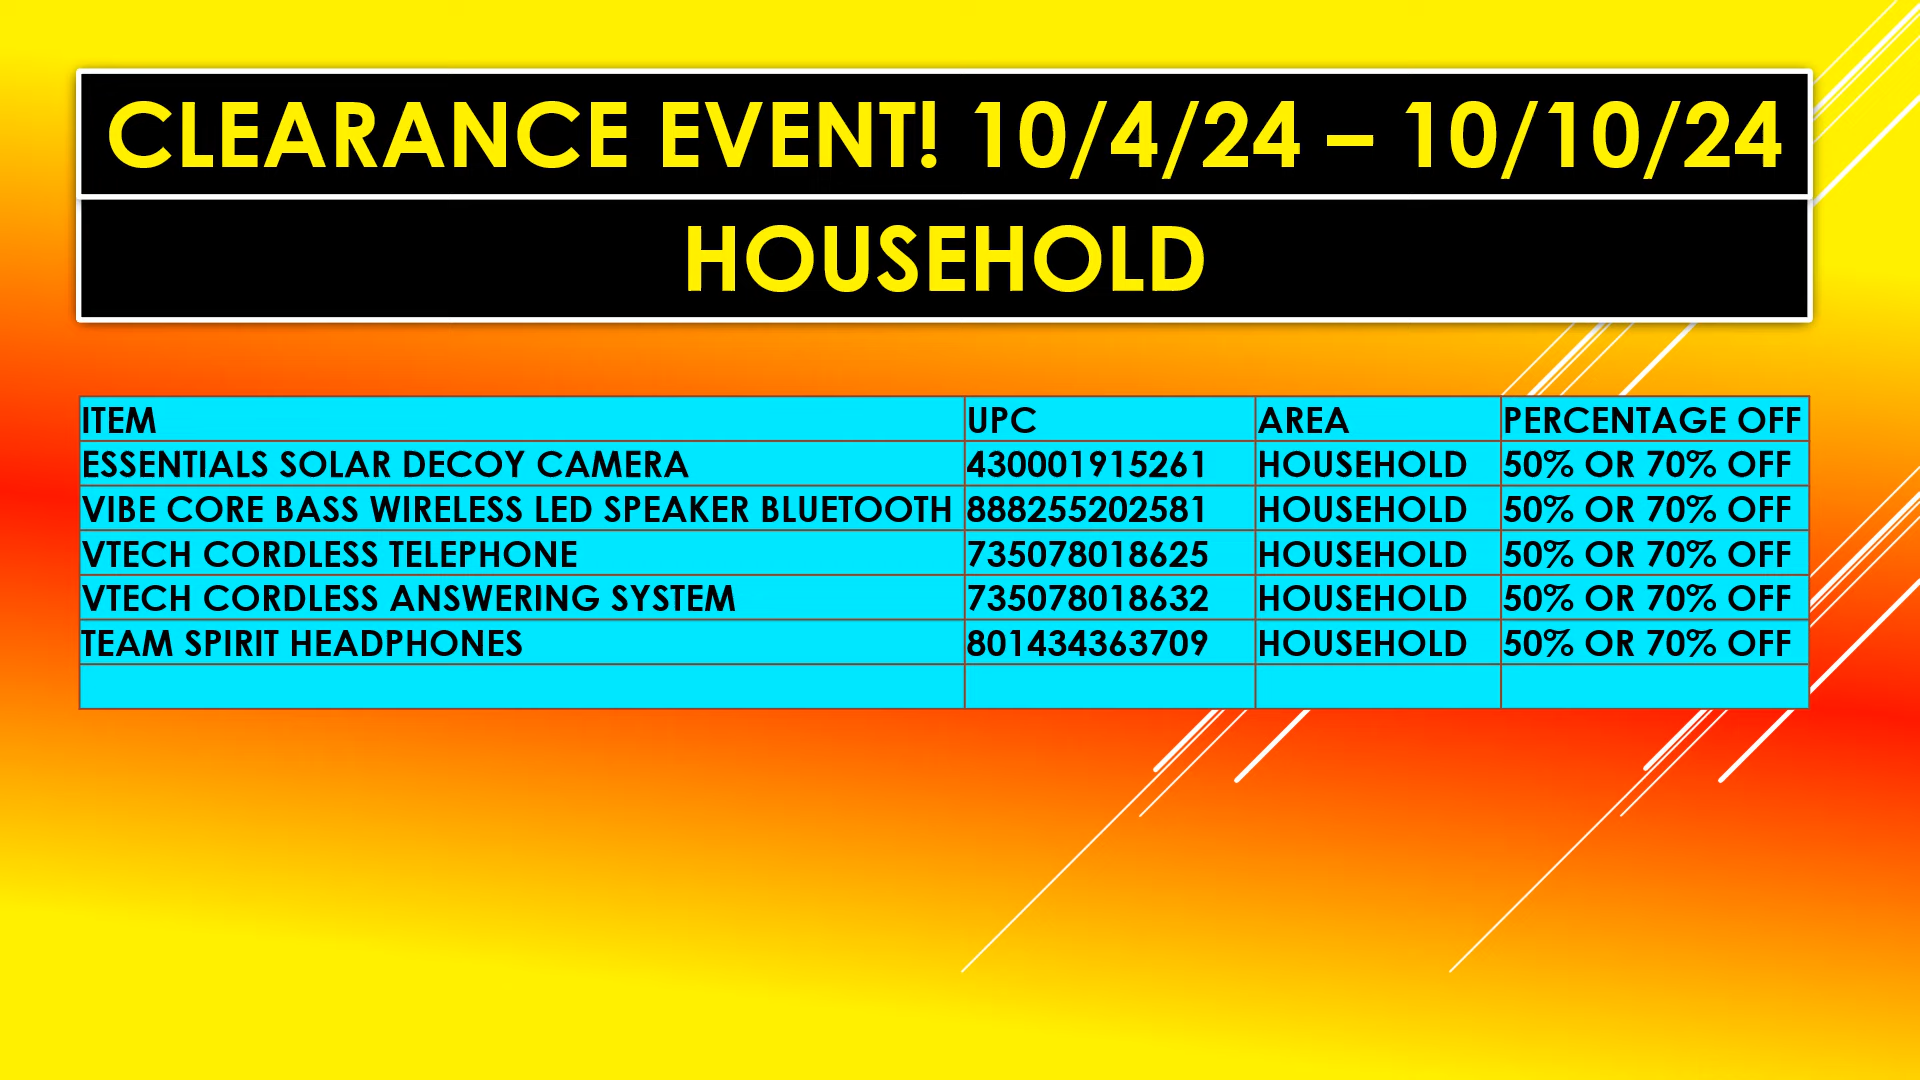 CLEARANCE EVENT! 10/4/24 – 10/10/24
HOUSEHOLD
ITEM UPC AREA PERCENTAGE OFF
ESSENTIALS SOLAR DECOY CAMERA 430001915261 HOUSEHOLD 50% OR 70% OFF
VIBE CORE BASS WIRELESS LED SPEAKER BLUETOOTH 888255202581 HOUSEHOLD 50% OR 70% OFF
VTECH CORDLESS TELEPHONE 735078018625 HOUSEHOLD 50% OR 70% OFF
VTECH CORDLESS ANSWERING SYSTEM 735078018632 HOUSEHOLD 50% OR 70% OFF
TEAM SPIRIT HEADPHONES 801434363709 HOUSEHOLD 50% OR 70% OFF